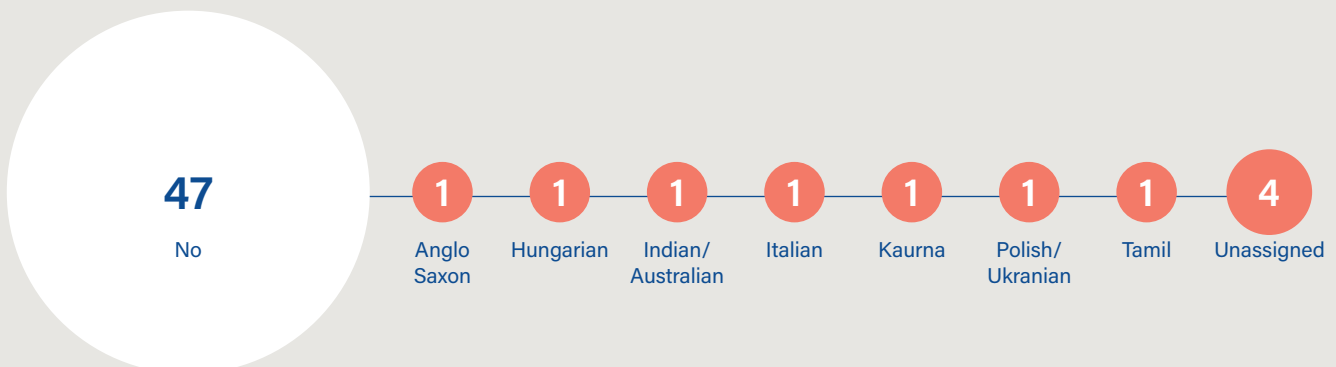 47
No
1
Anglo
Saxon
1
Hungarian
1
Indian/
Australian
1
Italian
1
Kaurna
1
Polish/
Ukranian
1
Tamil
4
Unassigned